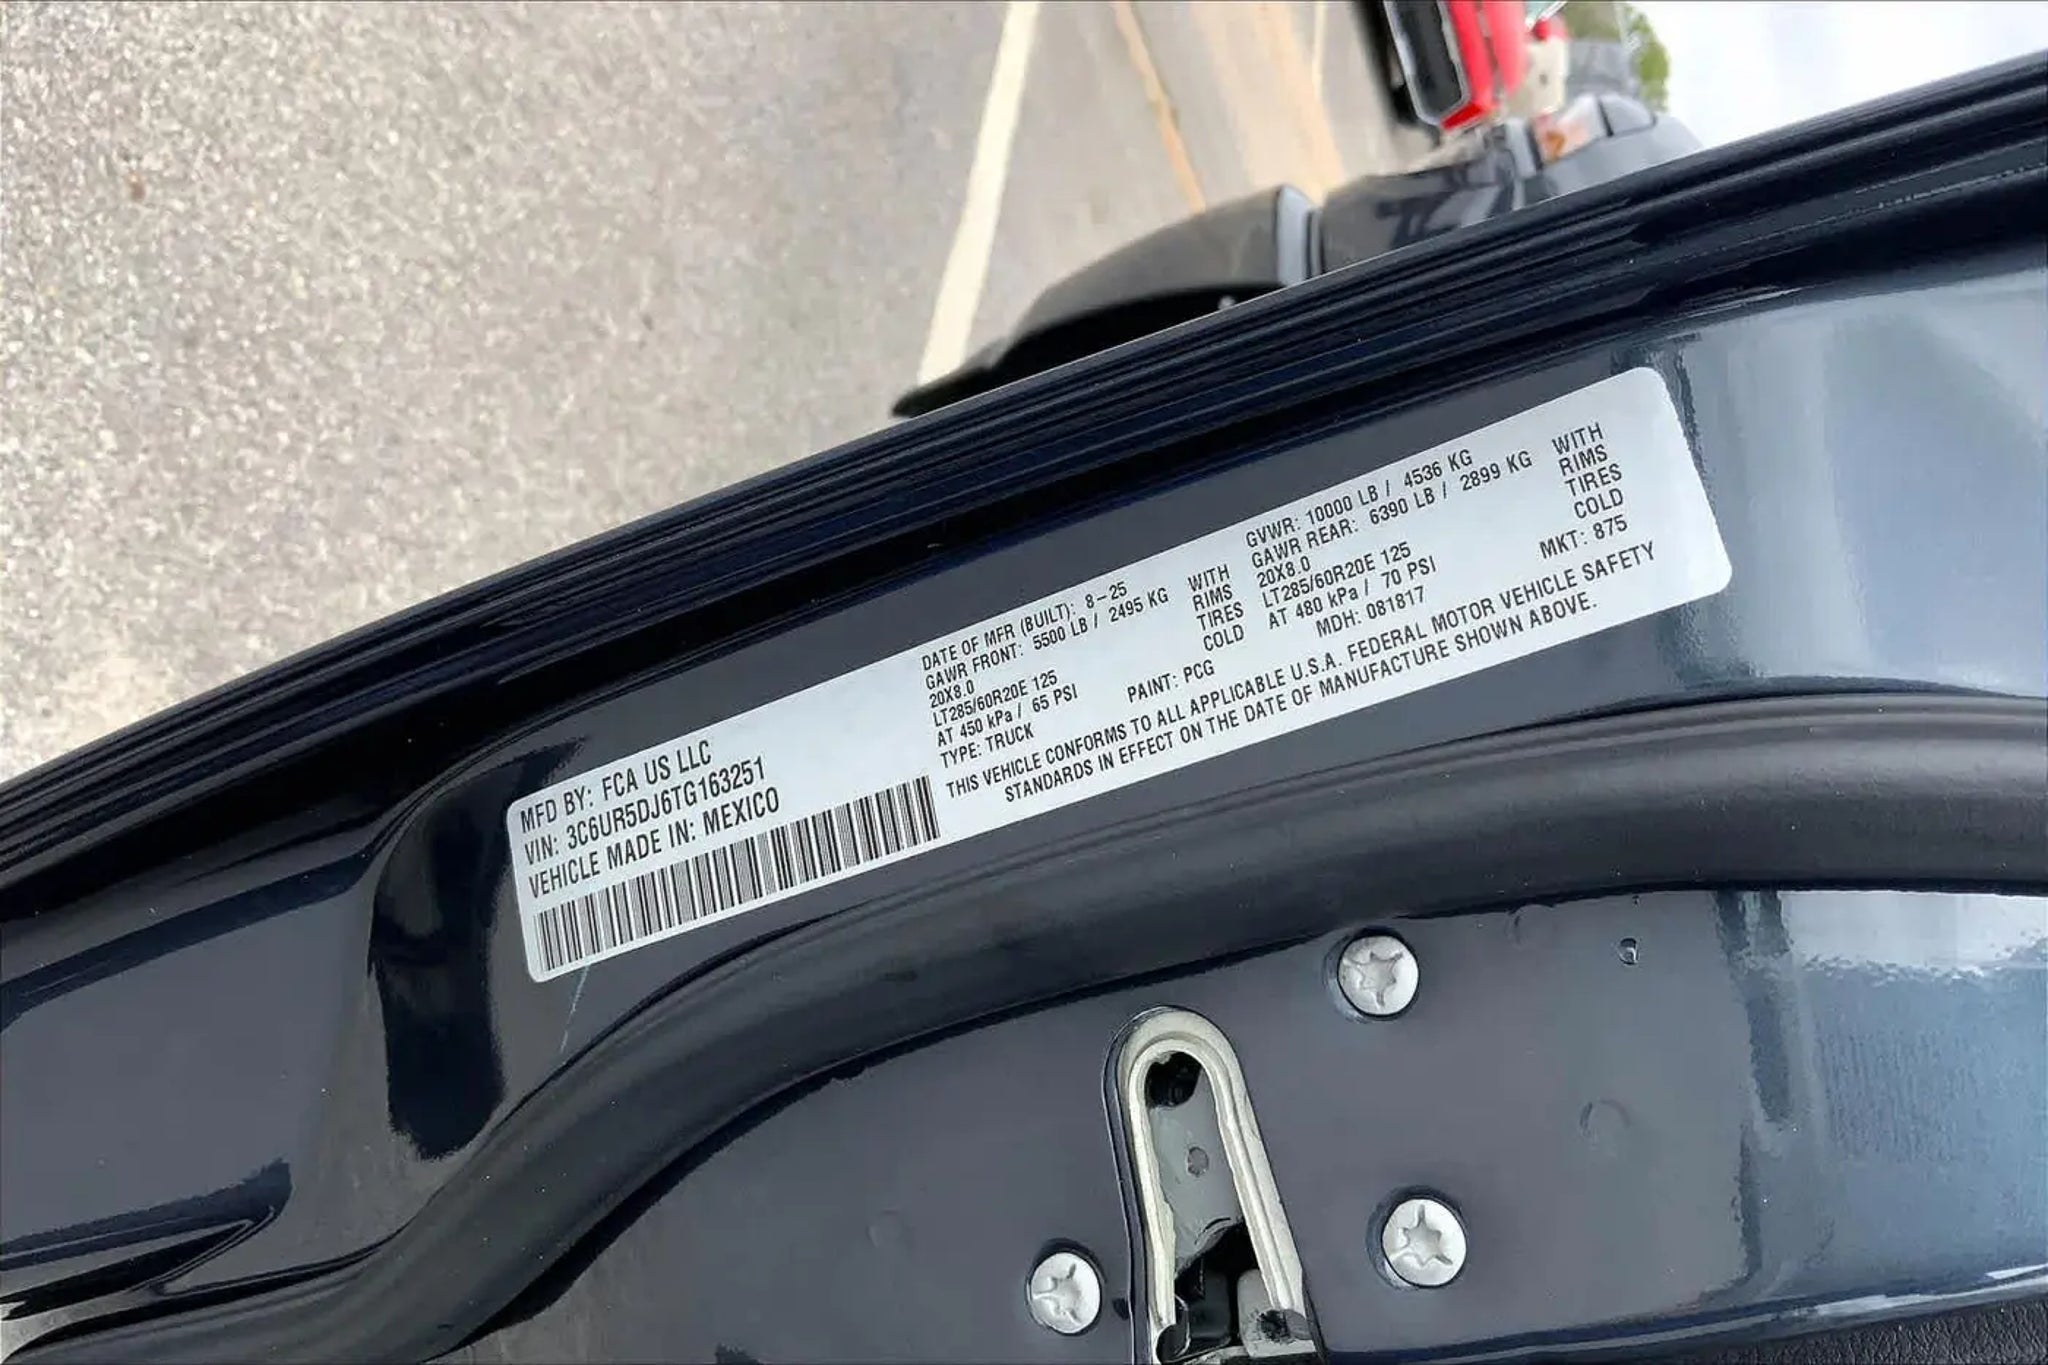 MFD BY: FCA US LLC
VIN: 3C6UR5DJ6TG163251
VEHICLE MADE IN: MEXICO
DATE OF MFR (BUILT): 8-25 GVWR: 10000 LB / 4536 KG
GAWR FRONT: 5500 LB / 2495 KG WITH GAWR REAR: 6390 LB / 2899 KG WITH
20X8.0 RIMS 20X8.0 RIMS
LT285/60R20E 125 TIRES LT285/60R20E 125 TIRES
AT 450 kPa / 65 PSI COLD AT 480 kPa / 70 PSI COLD
TYPE: TRUCK PAINT: PCG MDH: 081817 MKT: 875
THIS VEHICLE CONFORMS TO ALL APPLICABLE U.S.A. FEDERAL MOTOR VEHICLE SAFETY
STANDARDS IN EFFECT ON THE DATE OF MANUFACTURE SHOWN ABOVE.